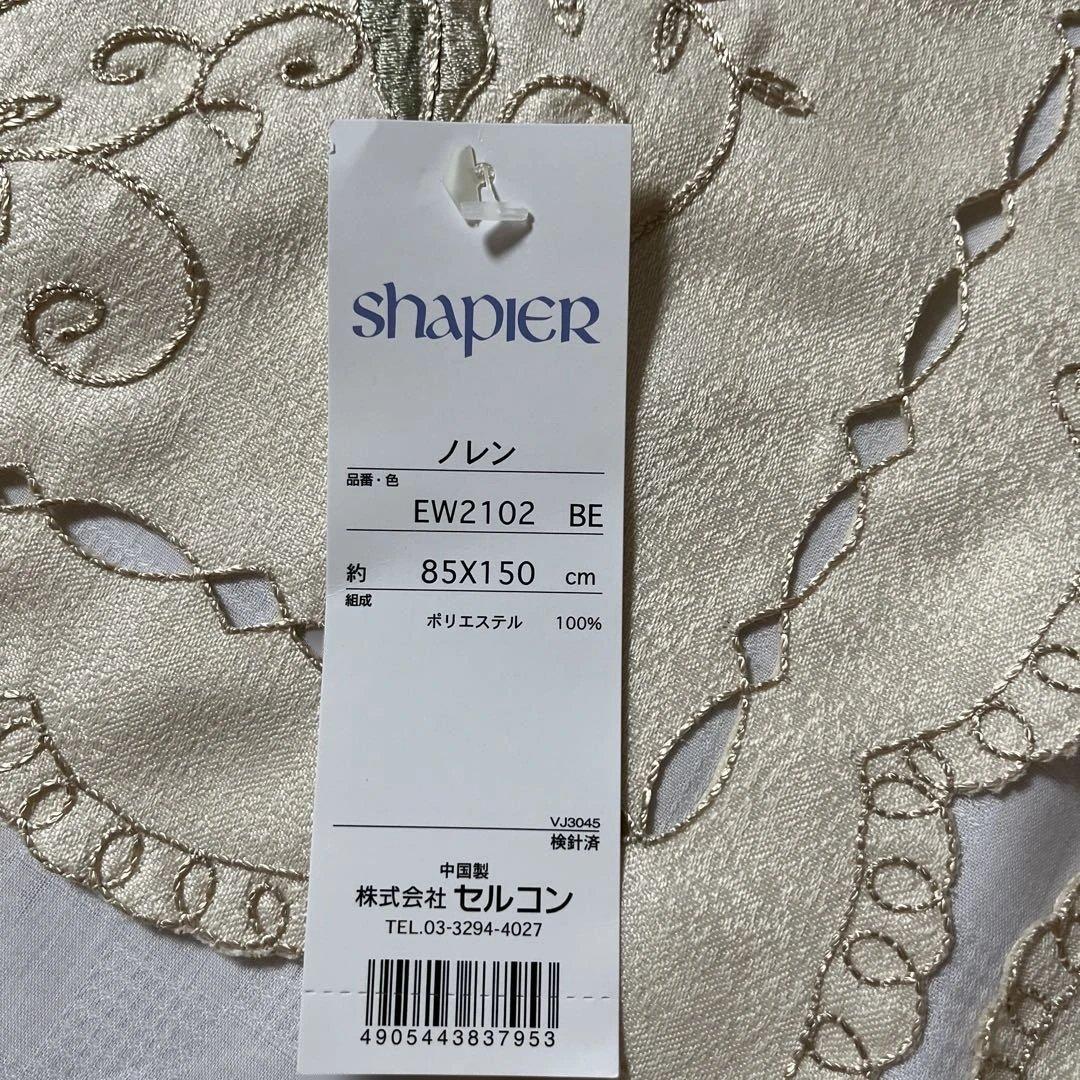 ShapIER
ノレン
品番・色
EW2102 BE
約 85X150 cm
組成
ポリエステル 100%
VJ3045
検針済
中国製
株式会社 セルコン
TEL.03-3294-4027
4905443837953